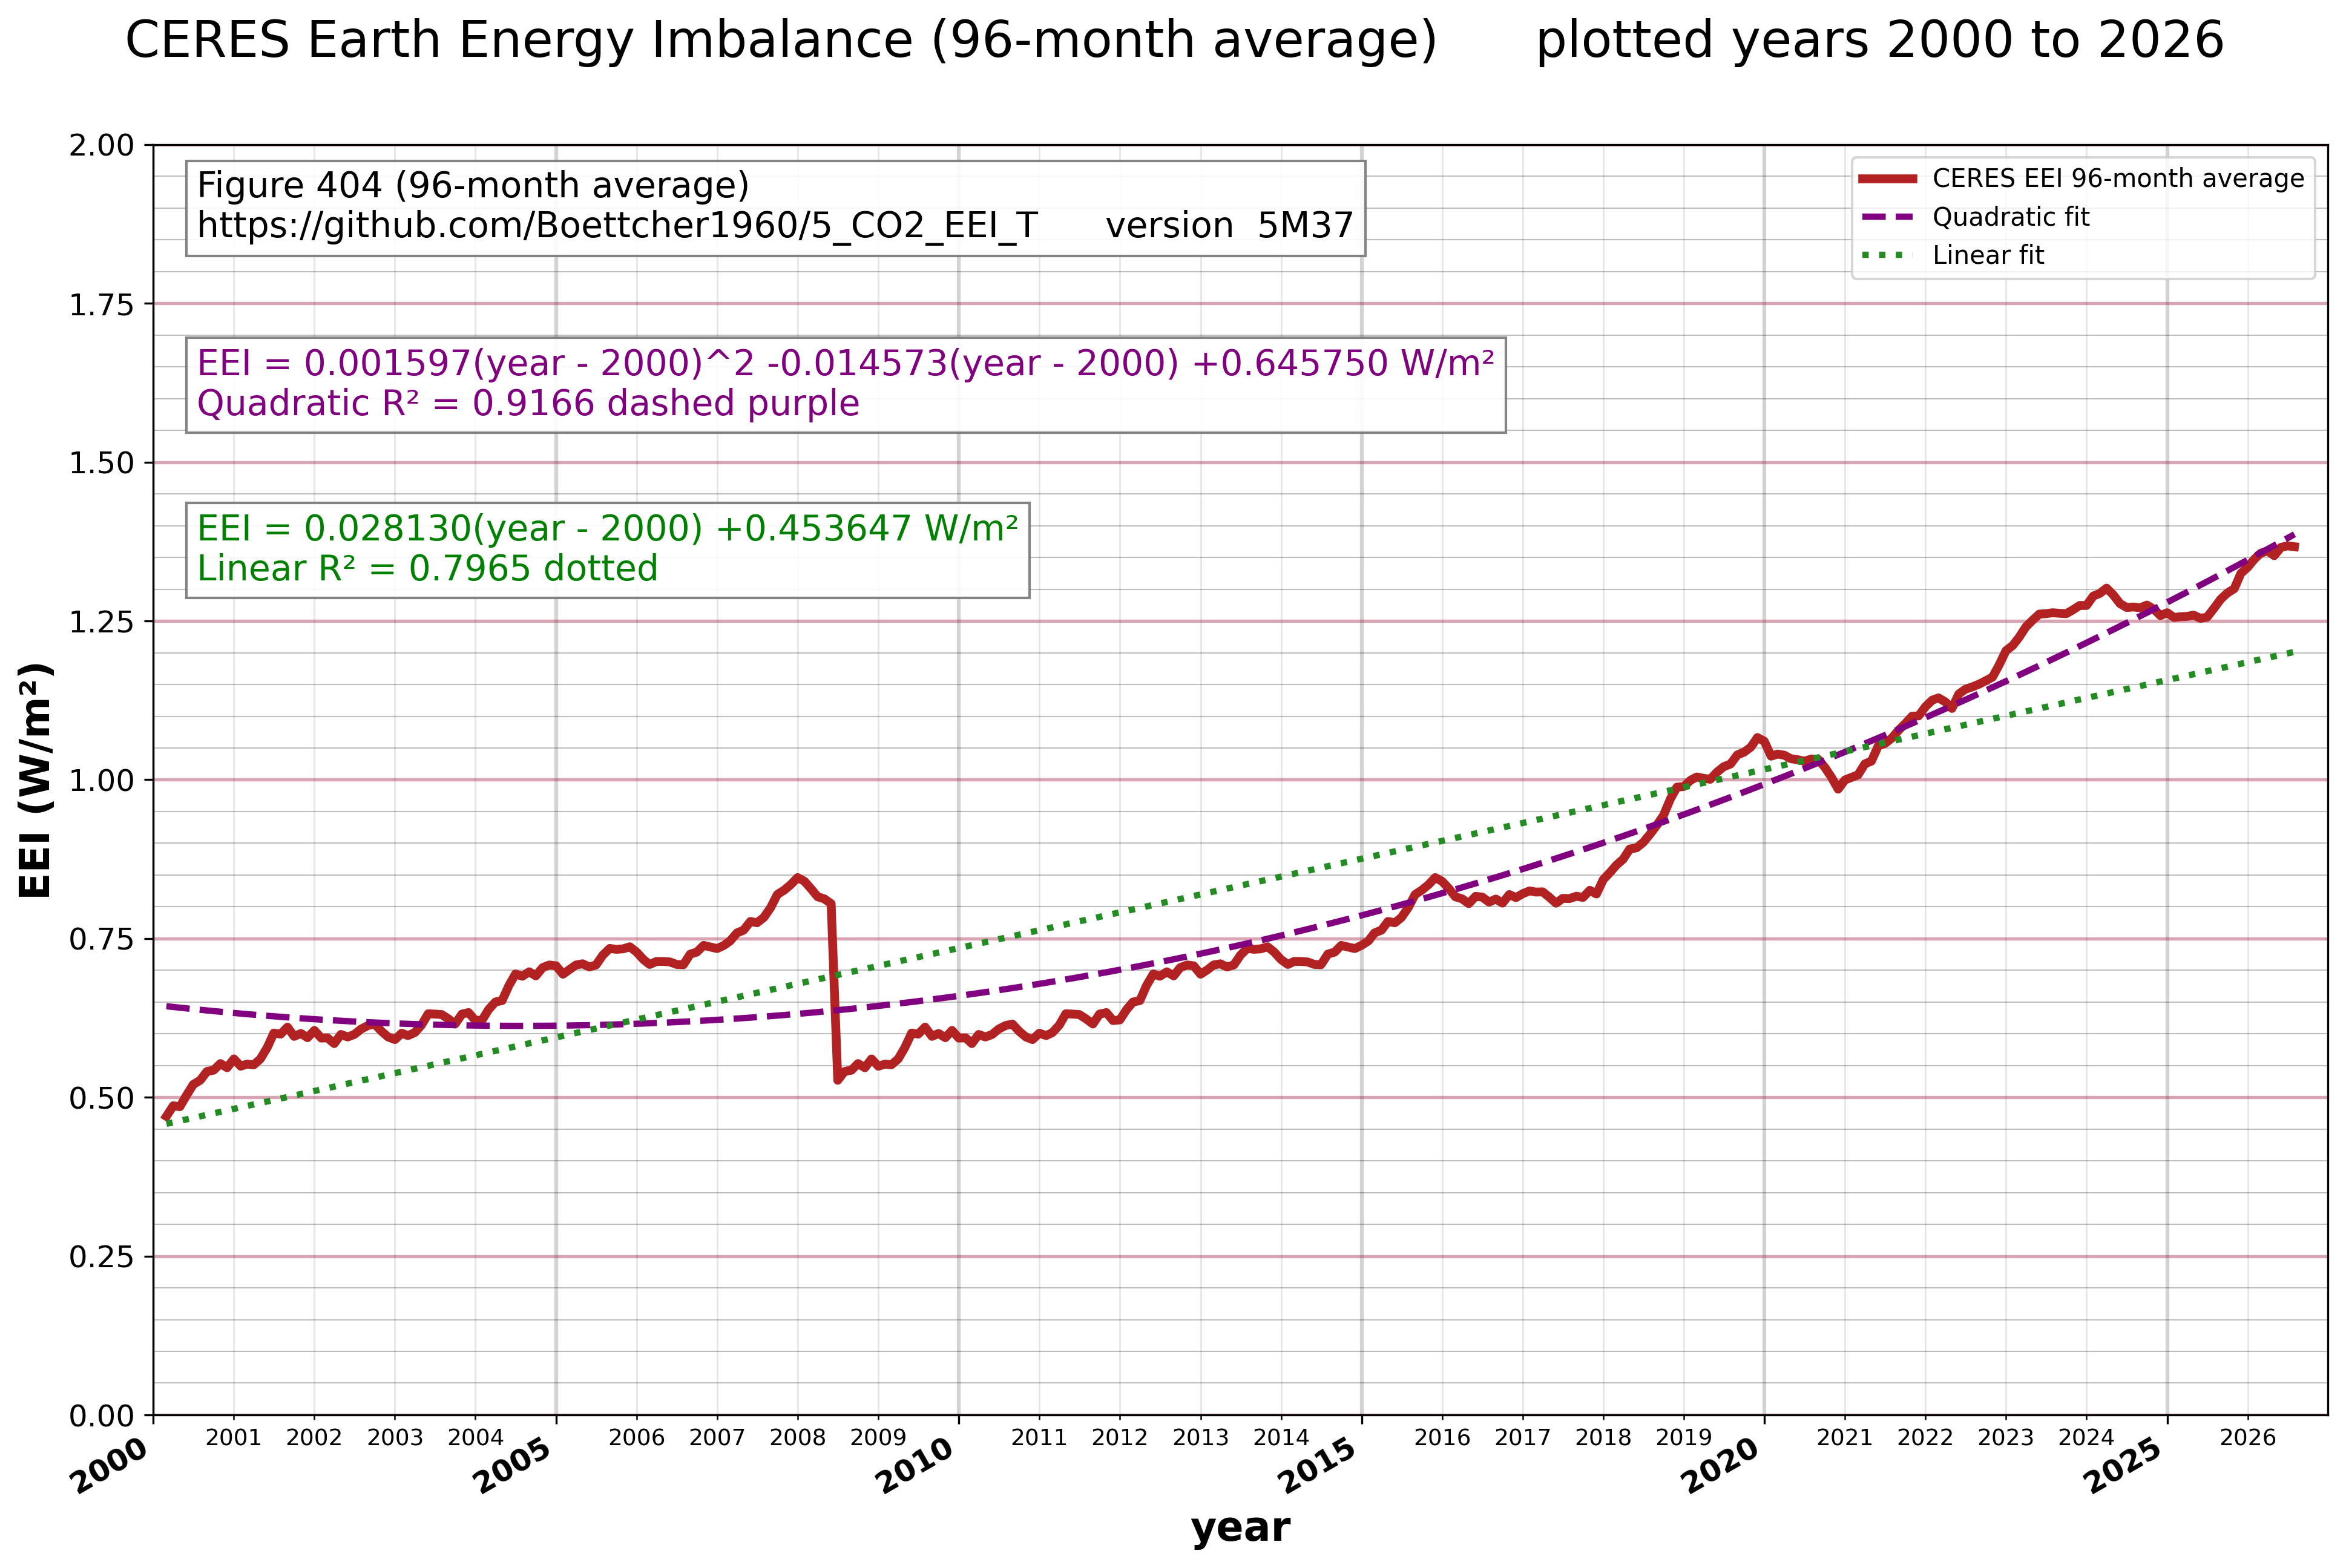 CERES Earth Energy Imbalance (96-month average)      plotted years 2000 to 2026
2.00
Figure 404 (96-month average)
https://github.com/Boettcher1960/5_CO2_EEI_T      version  5M37
CERES EEI 96-month average
Quadratic fit
Linear fit
1.75
EEI = 0.001597(year - 2000)^2 -0.014573(year - 2000) +0.645750 W/m²
Quadratic R² = 0.9166 dashed purple
1.50
EEI = 0.028130(year - 2000) +0.453647 W/m²
Linear R² = 0.7965 dotted
1.25
1.00
0.75
0.50
0.25
0.00
EEI (W/m²)
2000 2001 2002 2003 2004 2005 2006 2007 2008 2009 2010 2011 2012 2013 2014 2015 2016 2017 2018 2019 2020 2021 2022 2023 2024 2025 2026
year